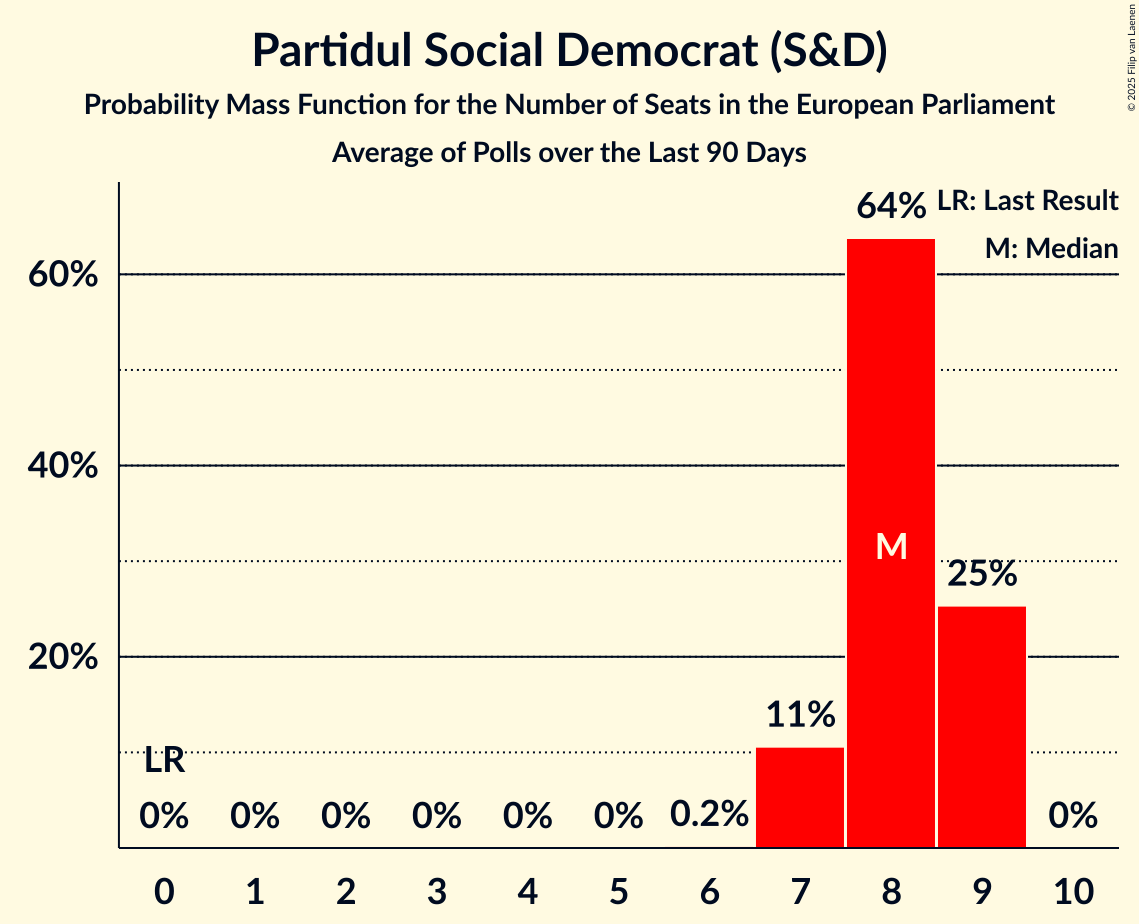 Partidul Social Democrat (S&D)
Probability Mass Function for the Number of Seats in the European Parliament
Average of Polls over the Last 90 Days
© 2025 Filip van Laenen
LR: Last Result
M: Median
60%
40%
20%
LR
M
0%
0%
0%
0%
0%
0%
0.2%
11%
64%
25%
0%
0 1 2 3 4 5 6 7 8 9 10